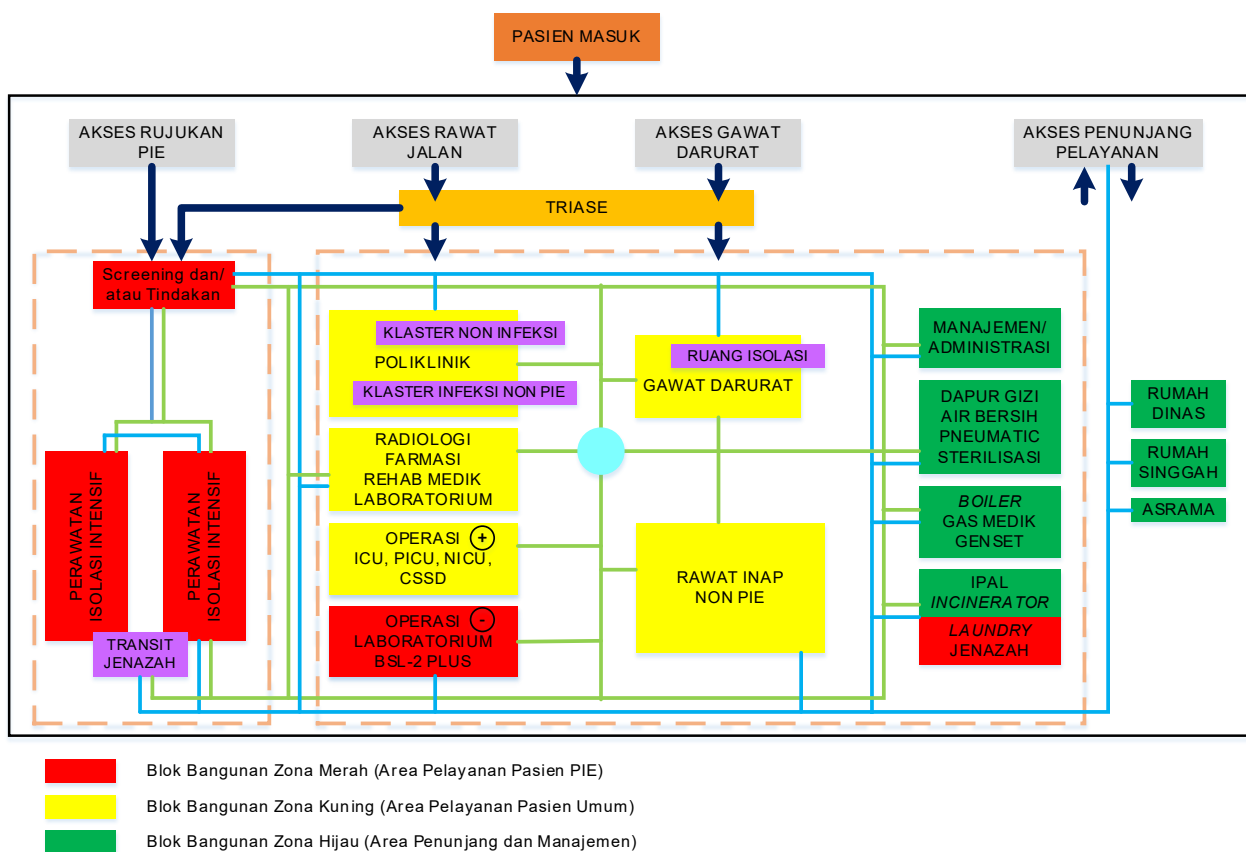 PASIEN MASUK
AKSES RUJUKAN
PIE
AKSES RAWAT
JALAN
AKSES GAWAT
DARURAT
AKSES PENUNJANG
PELAYANAN
TRIASE
Screening dan/
atau Tindakan
PERAWATAN
ISOLASI INTENSIF
PERAWATAN
ISOLASI INTENSIF
TRANSIT
JENAZAH
KLASTER NON INFEKSI
POLIKLINIK
KLASTER INFEKSI NON PIE
RADIOLOGI
FARMASI
REHAB MEDIK
LABORATORIUM
OPERASI +
ICU, PICU, NICU,
CSSD
OPERASI -
LABORATORIUM
BSL-2 PLUS
RUANG ISOLASI
GAWAT DARURAT
RAWAT INAP
NON PIE
MANAJEMEN/
ADMINISTRASI
DAPUR GIZI
AIR BERSIH
PNEUMATIC
STERILISASI
BOILER
GAS MEDIK
GENSET
IPAL
INCINERATOR
LAUNDRY
JENAZAH
RUMAH
DINAS
RUMAH
SINGGAH
ASRAMA
Blok Bangunan Zona Merah (Area Pelayanan Pasien PIE)
Blok Bangunan Zona Kuning (Area Pelayanan Pasien Umum)
Blok Bangunan Zona Hijau (Area Penunjang dan Manajemen)